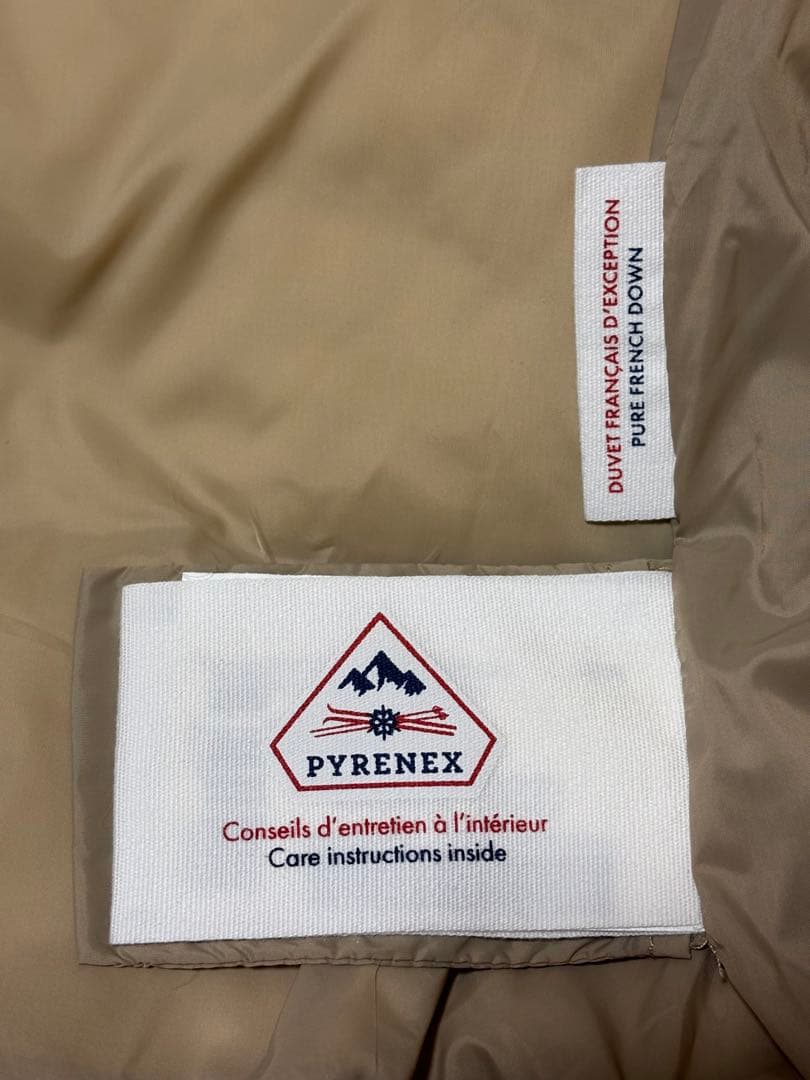 DUVET FRANÇAIS D'EXCEPTION
PURE FRENCH DOWN
PYRENEX
Conseils d'entretien à l'intérieur
Care instructions inside